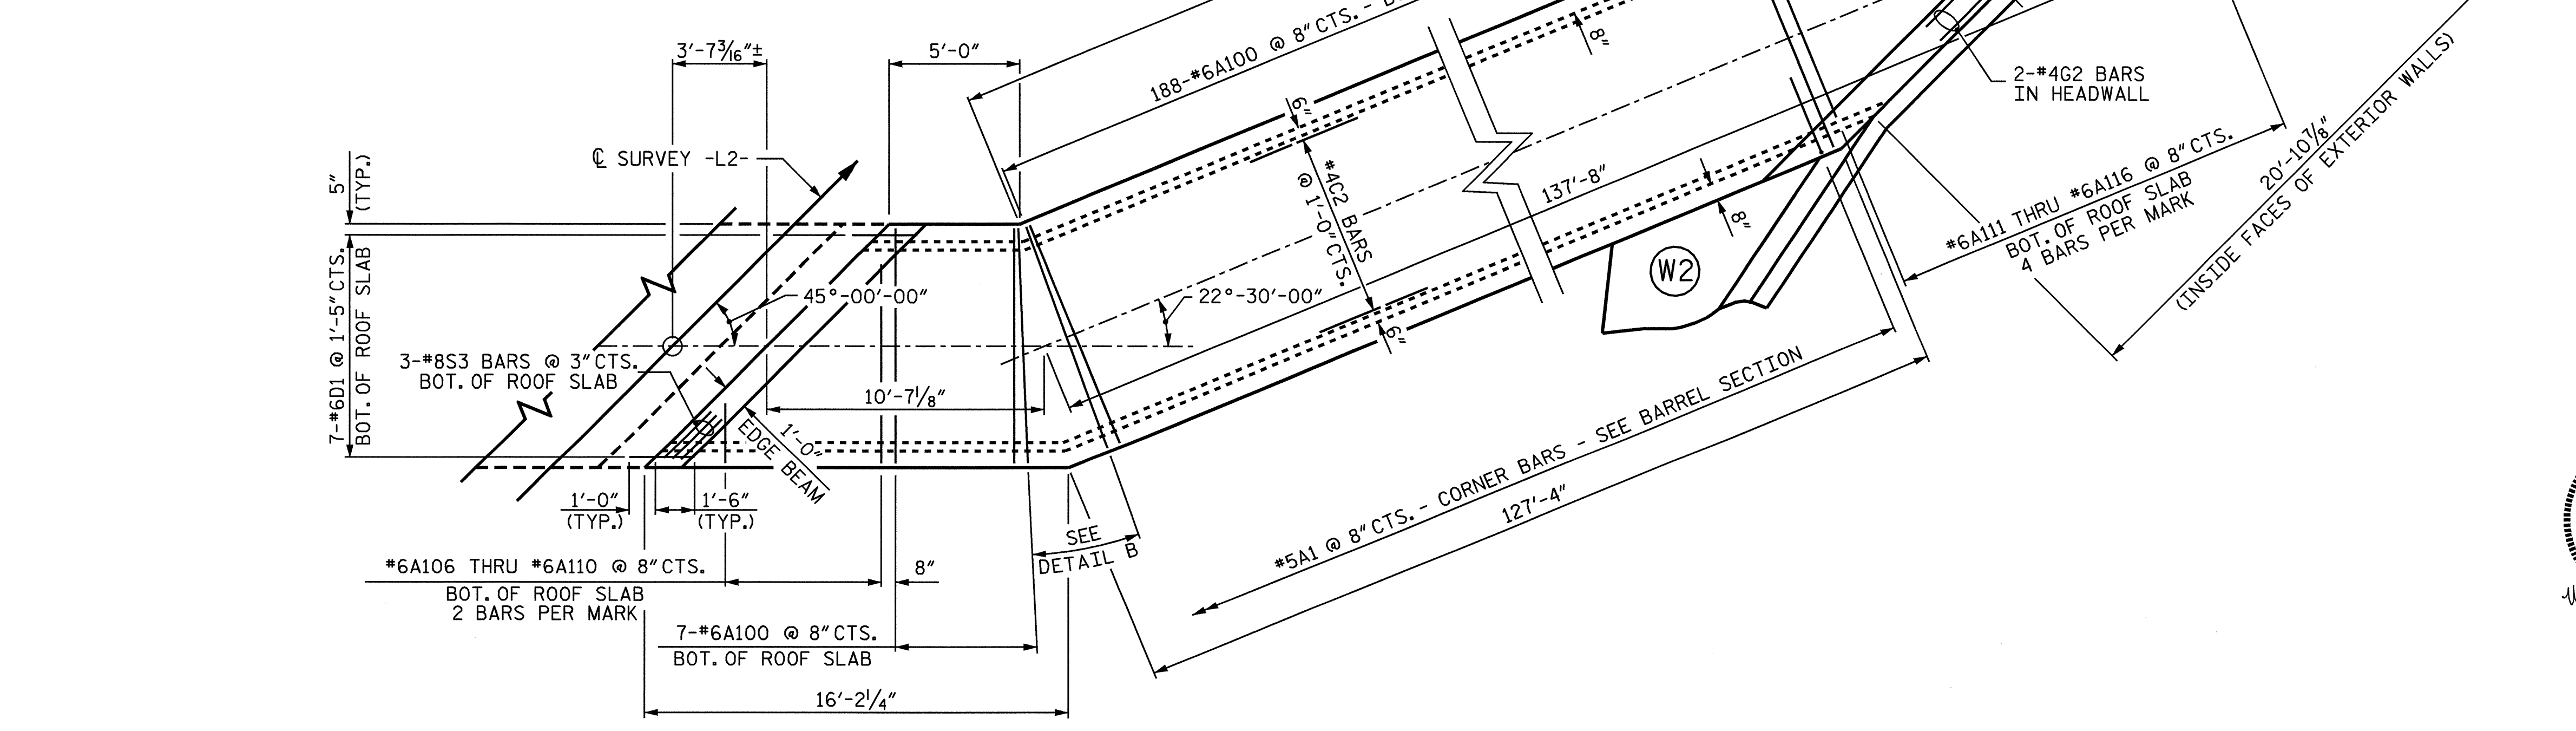 3'-7 3/16"±
5'-0"
188-#6A100 @ 8" CTS. -
8"
2-#4G2 BARS
IN HEADWALL
℄ SURVEY -L2-
5"
(TYP.)
6"
#4C2 BARS
@ 1'-0" CTS.
137'-8"
#6A111 THRU #6A116 @ 8" CTS.
BOT. OF ROOF SLAB
4 BARS PER MARK
20'-10 7/8"
(INSIDE FACES OF EXTERIOR WALLS)
8"
W2
7-#6D1 @ 1'-5" CTS.
BOT. OF ROOF SLAB
45°-00'-00"
22°-30'-00"
6"
3-#8S3 BARS @ 3" CTS.
BOT. OF ROOF SLAB
10'-7 1/8"
1'-0"
EDGE BEAM
1'-0"
(TYP.)
1'-6"
(TYP.)
SEE
DETAIL B
#5A1 @ 8" CTS. - CORNER BARS - SEE BARREL SECTION
127'-4"
#6A106 THRU #6A110 @ 8" CTS.
BOT. OF ROOF SLAB
2 BARS PER MARK
8"
7-#6A100 @ 8" CTS.
BOT. OF ROOF SLAB
16'-2 1/4"